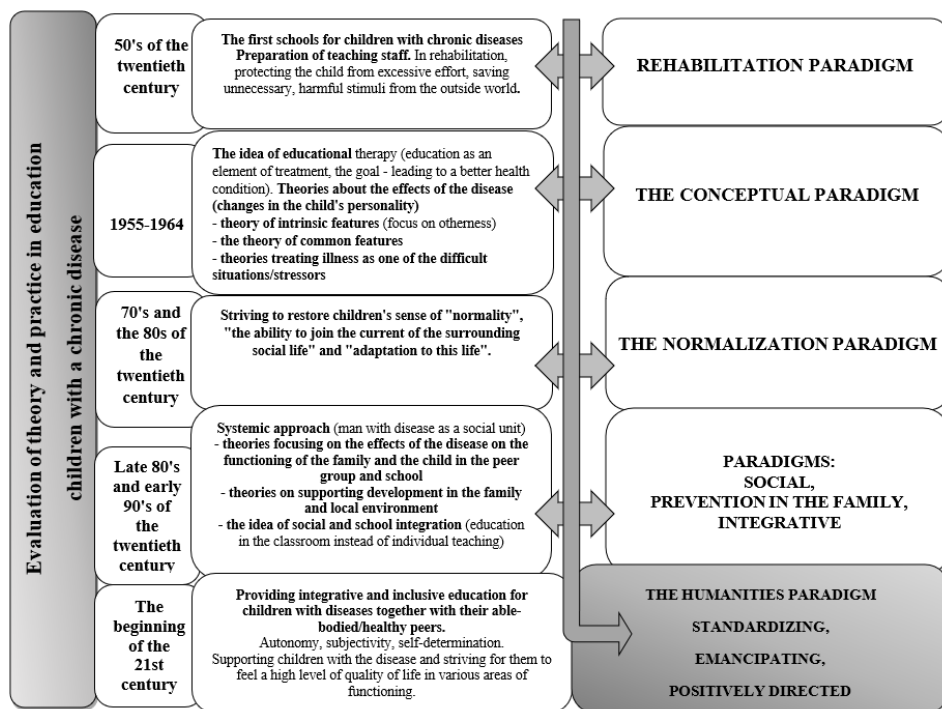 Evaluation of theory and practice in education
children with a chronic disease
50's of the
twentieth
century
The first schools for children with chronic diseases
Preparation of teaching staff. In rehabilitation,
protecting the child from excessive effort, saving
unnecessary, harmful stimuli from the outside world.
REHABILITATION PARADIGM
1955-1964
The idea of educational therapy (education as an
element of treatment, the goal - leading to a better health
condition). Theories about the effects of the disease
(changes in the child's personality)
- theory of intrinsic features (focus on otherness)
- the theory of common features
- theories treating illness as one of the difficult
situations/stressors
THE CONCEPTUAL PARADIGM
70's and
the 80s of
the
twentieth
century
Striving to restore children's sense of "normality",
"the ability to join the current of the surrounding
social life" and "adaptation to this life".
THE NORMALIZATION PARADIGM
Late 80's
and early
90's of
the
twentieth
century
Systemic approach (man with disease as a social unit)
- theories focusing on the effects of the disease on the
functioning of the family and the child in the peer
group and school
- theories on supporting development in the family
and local environment
- the idea of social and school integration (education
in the classroom instead of individual teaching)
PARADIGMS:
SOCIAL,
PREVENTION IN THE FAMILY,
INTEGRATIVE
The
beginning
of the
21st
century
Providing integrative and inclusive education for
children with diseases together with their able-
bodied/healthy peers.
Autonomy, subjectivity, self-determination.
Supporting children with the disease and striving for them to
feel a high level of quality of life in various areas of
functioning.
THE HUMANITIES PARADIGM
STANDARDIZING,
EMANCIPATING,
POSITIVELY DIRECTED